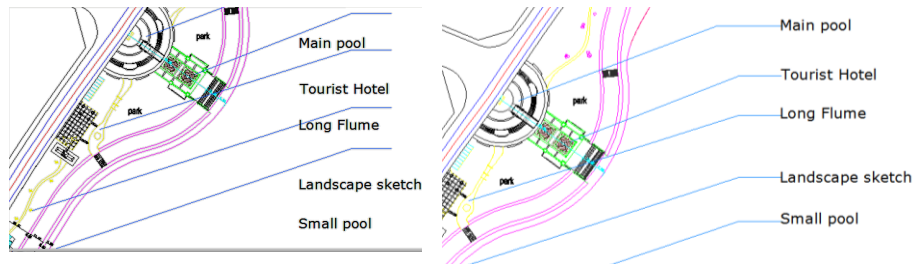 park
Main pool
Tourist Hotel
park
Long Flume
Landscape sketch
Small pool
Main pool
Tourist Hotel
park
Long Flume
park
Landscape sketch
Small pool